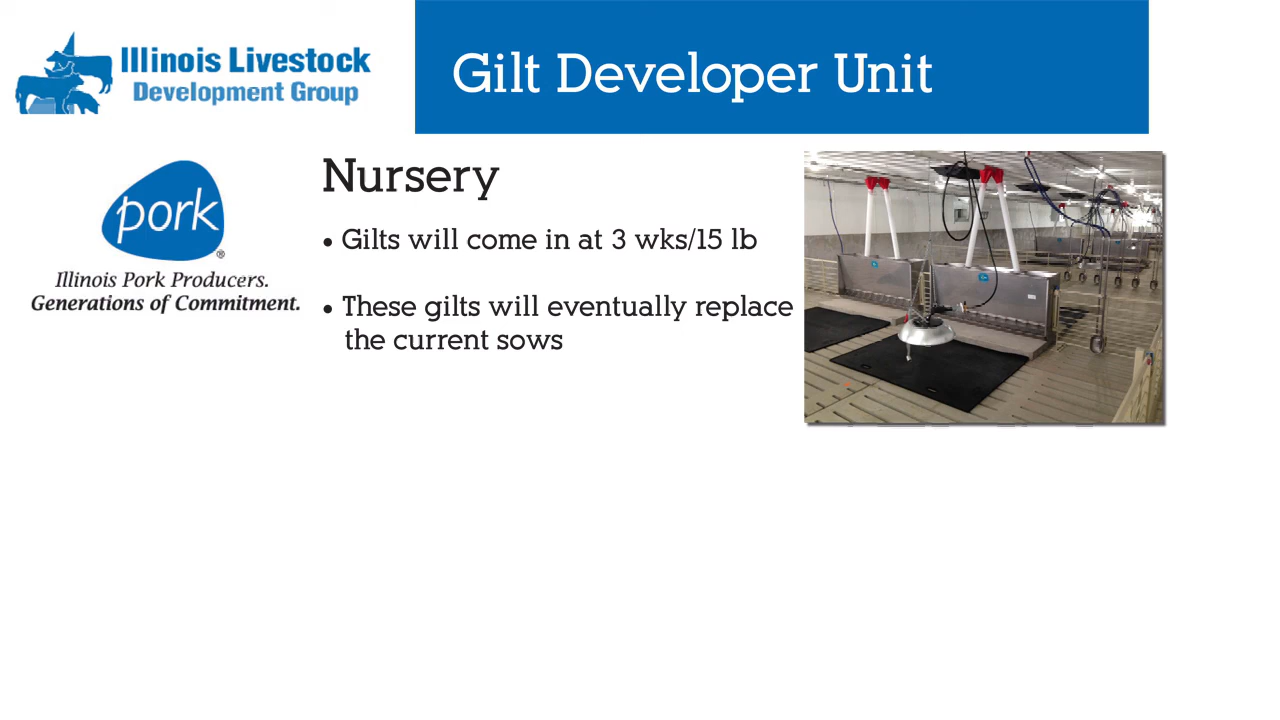 Illinois Livestock
Development Group
Gilt Developer Unit
pork®
Illinois Pork Producers.
Generations of Commitment.
Nursery
• Gilts will come in at 3 wks/15 lb
• These gilts will eventually replace
the current sows